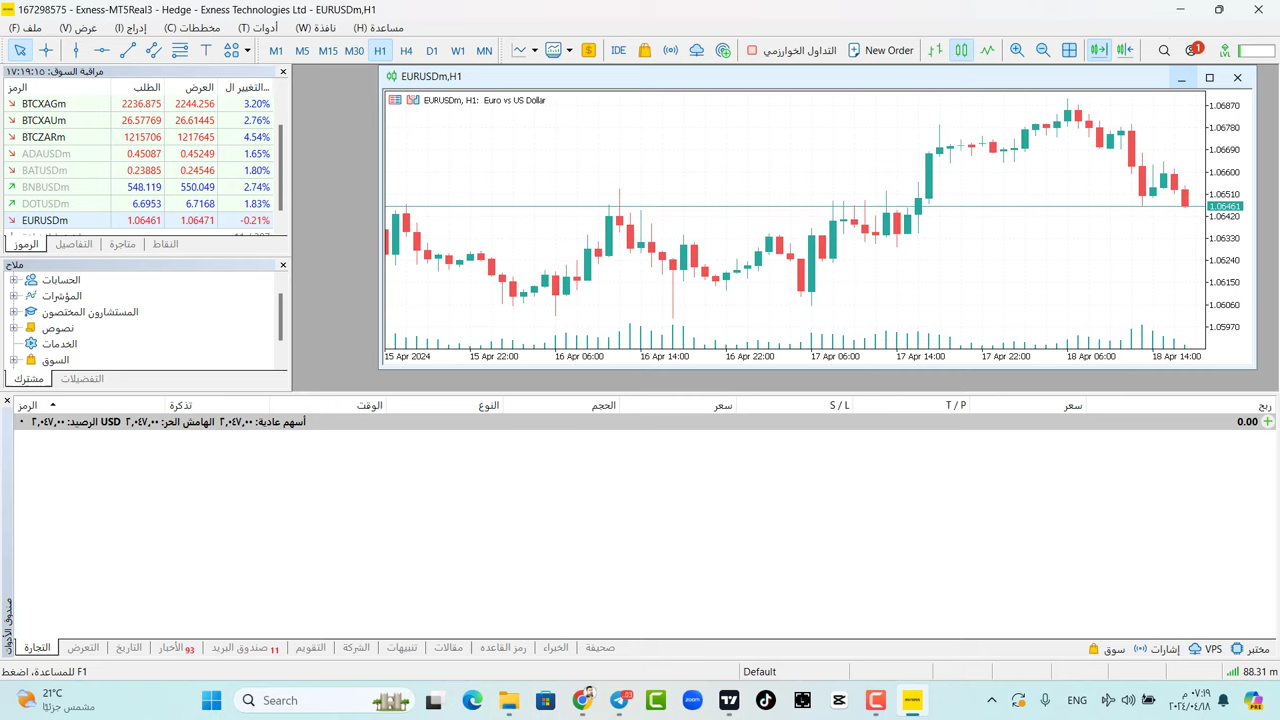 167298575 - Exness-MT5Real3 - Hedge - Exness Technologies Ltd - EURUSDm,H1
ملف (F) عرض (V) إدراج (I) مخططات (C) أدوات (T) نافذة (W) مساعدة (H)
M1 M5 M15 M30 H1 H4 D1 W1 MN IDE التداول الخوارزمي New Order 1 LVL
مراقبة السوق: ١٧:١٩:١٥
الرمز الطلب العرض التغيير ال..
BTCXAGm 2236.875 2244.256 3.20%
BTCXAUm 26.57769 26.61445 2.76%
BTCZARm 1215706 1217645 4.54%
ADAUSDm 0.45087 0.45249 1.65%
BATUSDm 0.23885 0.24546 1.80%
BNBUSDm 548.119 550.049 2.74%
DOTUSDm 6.6953 6.7168 1.83%
EURUSDm 1.06461 1.06471 -0.21%
الرموز التفاصيل متاجرة النقاط
ملاح
الحسابات
المؤشرات
المستشارون المختصون
نصوص
الخدمات
السوق
مشترك التفضيلات
EURUSDm,H1
EURUSDm, H1: Euro vs US Dollar
1.06870
1.06780
1.06690
1.06600
1.06510
1.06461
1.06420
1.06330
1.06240
1.06150
1.06060
1.05970
15 Apr 2024 15 Apr 22:00 16 Apr 06:00 16 Apr 14:00 16 Apr 22:00 17 Apr 06:00 17 Apr 14:00 17 Apr 22:00 18 Apr 06:00 18 Apr 14:00
الرمز تذكرة الوقت النوع الحجم سعر S / L T / P سعر ربح
أسهم عادية: ٢,٠٤٧,٠٠ الهامش الحر: ٢,٠٤٧,٠٠ USD الرصيد: ٢,٠٤٧,٠٠ 0.00
صندوق الأدوات
التجارة التعرض التاريخ الأخبار 93 صندوق البريد 11 التقويم الشركة تنبيهات مقالات رمز القاعده الخبراء صحيفة سوق إشارات VPS مختبر
للمساعدة، اضغط F1 Default 88.31 m
21°C
مشمس جزئيًا
Search
zoom
exness
ENG
٠٧:١٩ م
٢٠٢٤/٠٤/١٨
PRE